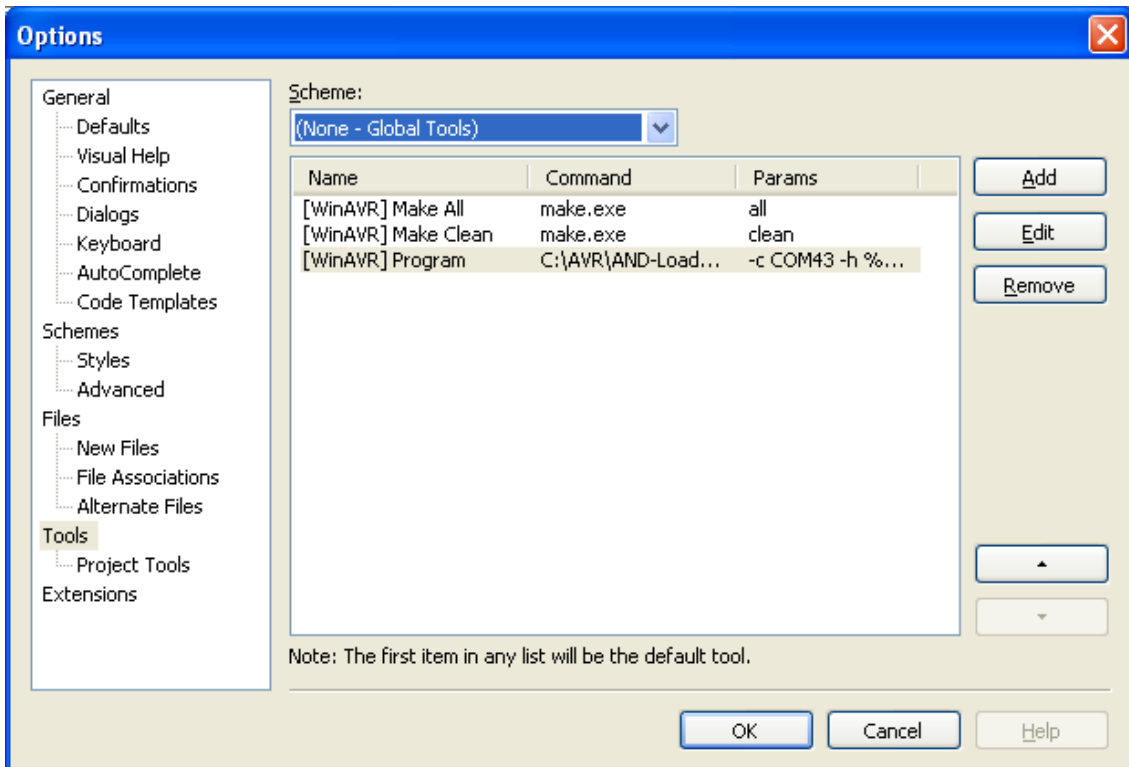 Options
General
Defaults
Visual Help
Confirmations
Dialogs
Keyboard
AutoComplete
Code Templates
Schemes
Styles
Advanced
Files
New Files
File Associations
Alternate Files
Tools
Project Tools
Extensions
Scheme:
(None - Global Tools)
Name Command Params
[WinAVR] Make All make.exe all
[WinAVR] Make Clean make.exe clean
[WinAVR] Program C:\AVR\AND-Load... -c COM43 -h %...
Add
Edit
Remove
Note: The first item in any list will be the default tool.
OK Cancel Help